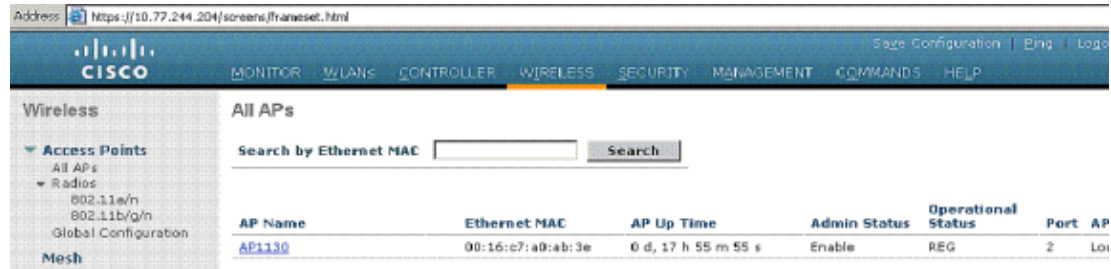 Address https://10.77.244.204/screens/frameset.html
Save Configuration | Ping | Logo
CISCO
MONITOR WLANs CONTROLLER WIRELESS SECURITY MANAGEMENT COMMANDS HELP
Wireless
Access Points
All APs
Radios
802.11a/n
802.11b/g/n
Global Configuration
Mesh
All APs
Search by Ethernet MAC Search
AP Name Ethernet MAC AP Up Time Admin Status Operational Status Port AP
AP1130 00:16:c7:a0:ab:3e 0 d, 17 h 55 m 55 s Enable REG 2 Lo